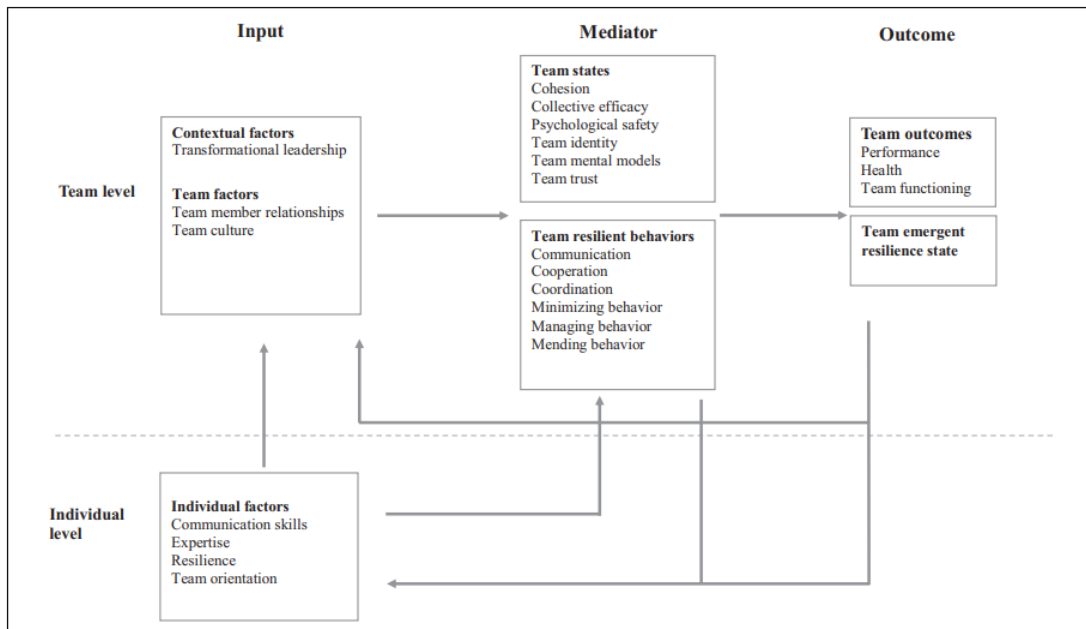 Input
Mediator
Outcome
Team level
Contextual factors
Transformational leadership
Team factors
Team member relationships
Team culture
Team states
Cohesion
Collective efficacy
Psychological safety
Team identity
Team mental models
Team trust
Team resilient behaviors
Communication
Cooperation
Coordination
Minimizing behavior
Managing behavior
Mending behavior
Team outcomes
Performance
Health
Team functioning
Team emergent
resilience state
Individual
level
Individual factors
Communication skills
Expertise
Resilience
Team orientation